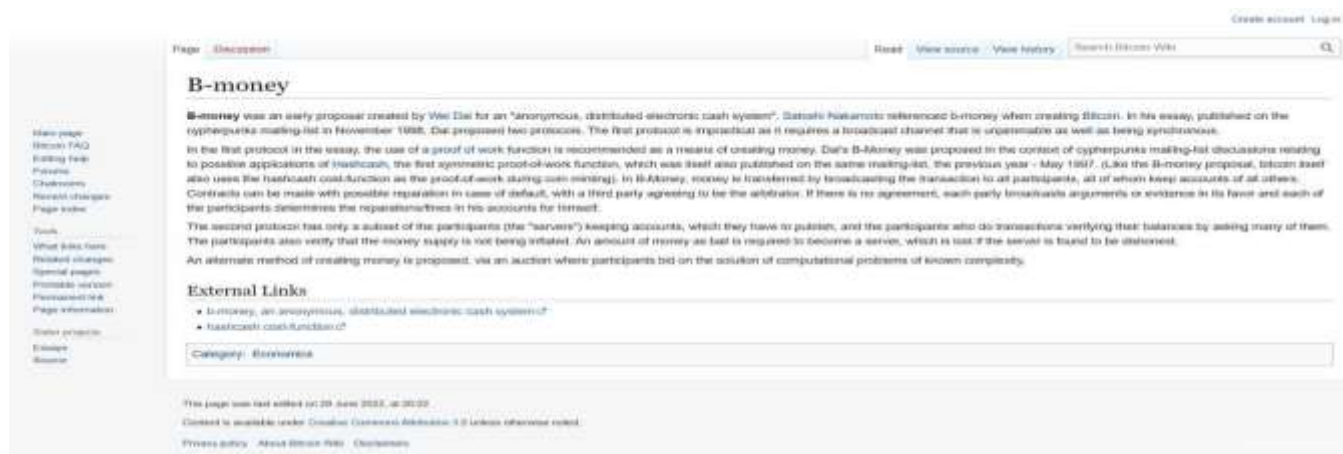 Create account Log in
Page Discussion Read View source View history Search Bitcoin Wiki
B-money
B-money was an early proposal created by Wei Dai for an "anonymous, distributed electronic cash system". Satoshi Nakamoto referenced b-money when creating Bitcoin. In his essay, published on the
cypherpunks mailing-list in November 1998, Dai proposed two protocols. The first protocol is impractical as it requires a broadcast channel that is unjammable as well as being synchronous.
In the first protocol in the essay, the use of a proof of work function is recommended as a means of creating money. Dai's B-Money was proposed in the context of cypherpunks mailing-list discussions relating
to possible applications of Hashcash, the first symmetric proof-of-work function, which was itself also published on the same mailing-list, the previous year - May 1997. (Like the B-money proposal, bitcoin itself
also uses the hashcash cost-function as the proof-of-work during coin minting). In B-Money, money is transferred by broadcasting the transaction to all participants, all of whom keep accounts of all others.
Contracts can be made with possible reparation in case of default, with a third party agreeing to be the arbitrator. If there is no agreement, each party broadcasts arguments or evidence in its favor and each of
the participants determines the reparations/fines in his accounts for himself.
The second protocol has only a subset of the participants (the "servers") keeping accounts, which they have to publish, and the participants who do transactions verifying their balances by asking many of them.
The participants also verify that the money supply is not being inflated. An amount of money as bail is required to become a server, which is lost if the server is found to be dishonest.
An alternate method of creating money is proposed, via an auction where participants bid on the solution of computational problems of known complexity.
External Links
b-money, an anonymous, distributed electronic cash system
hashcash cost-function
Category: Economics
Main page
Bitcoin FAQ
Editing help
Forums
Chatrooms
Recent changes
Page index
Tools
What links here
Related changes
Special pages
Printable version
Permanent link
Page information
Sister projects
Essays
Source
This page was last edited on 29 June 2022, at
Content is available under Creative Commons Attribution 3.0 unless otherwise noted.
Privacy policy About Bitcoin Wiki Disclaimers